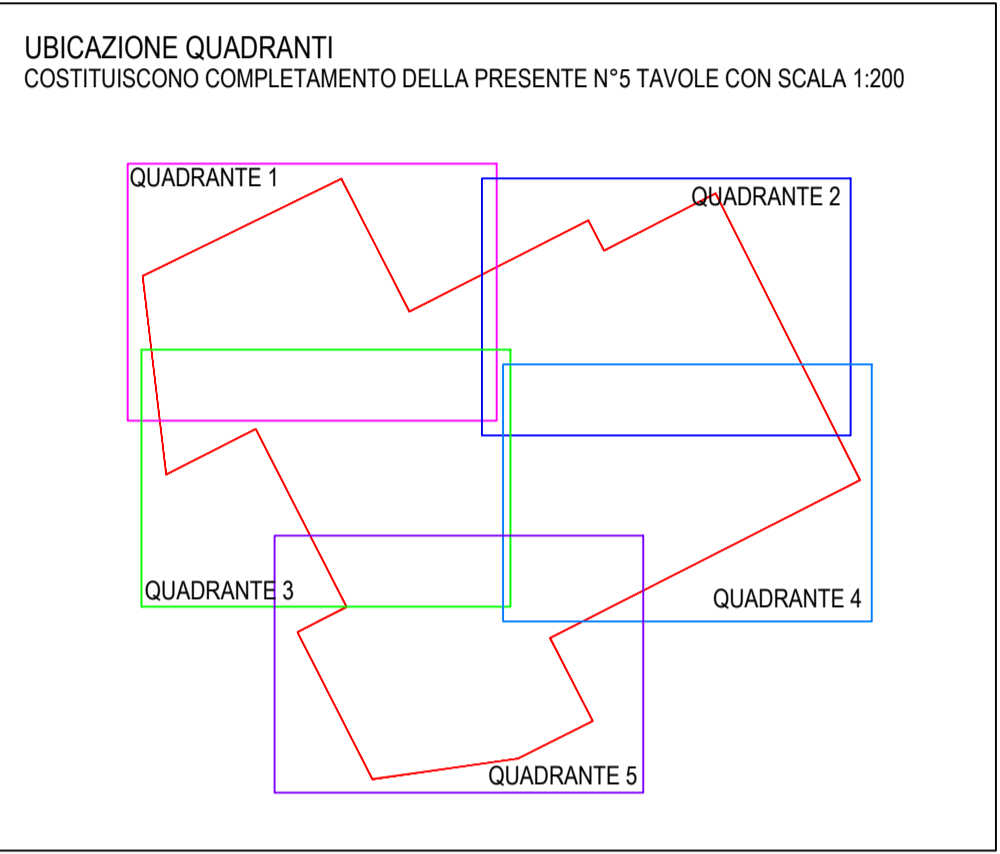 UBICAZIONE QUADRANTI
COSTITUISCONO COMPLETAMENTO DELLA PRESENTE N°5 TAVOLE CON SCALA 1:200
QUADRANTE 1
QUADRANTE 2
QUADRANTE 3
QUADRANTE 4
QUADRANTE 5